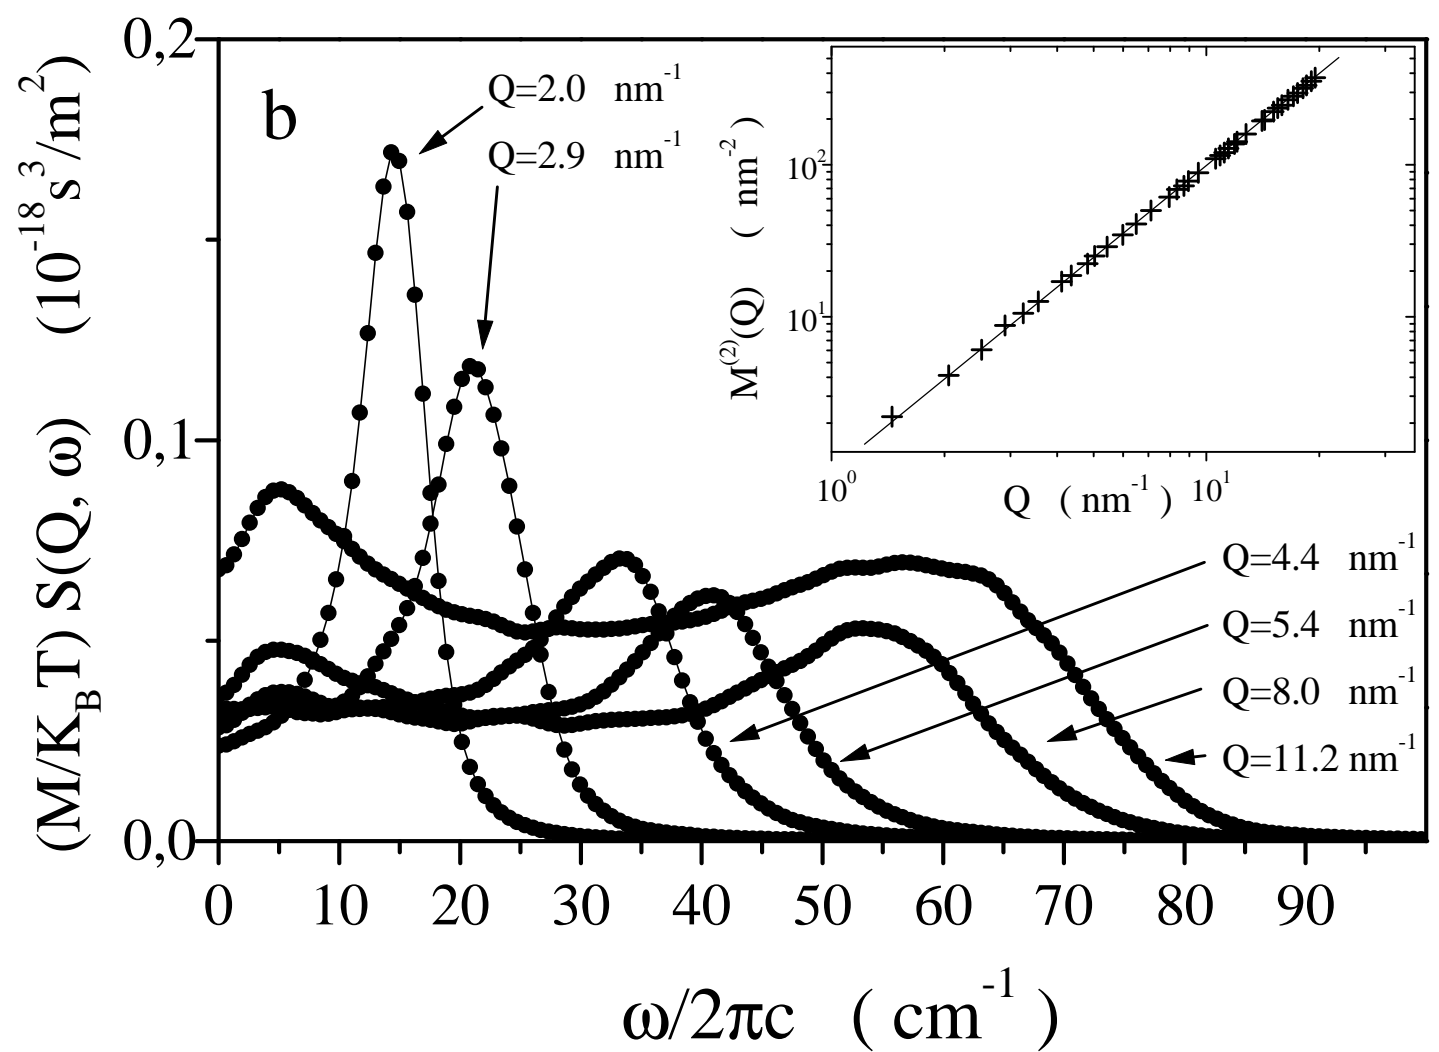 0,2
0,1
0,0
(M/K_B T) S(Q, ω) (10^-18 s^3/m^2)
b
Q=2.0 nm^-1
Q=2.9 nm^-1
M^(2)(Q) ( nm^-2 )
10^2
10^1
10^0
10^1
Q ( nm^-1 )
Q=4.4 nm^-1
Q=5.4 nm^-1
Q=8.0 nm^-1
Q=11.2 nm^-1
0 10 20 30 40 50 60 70 80 90
ω/2πc ( cm^-1 )